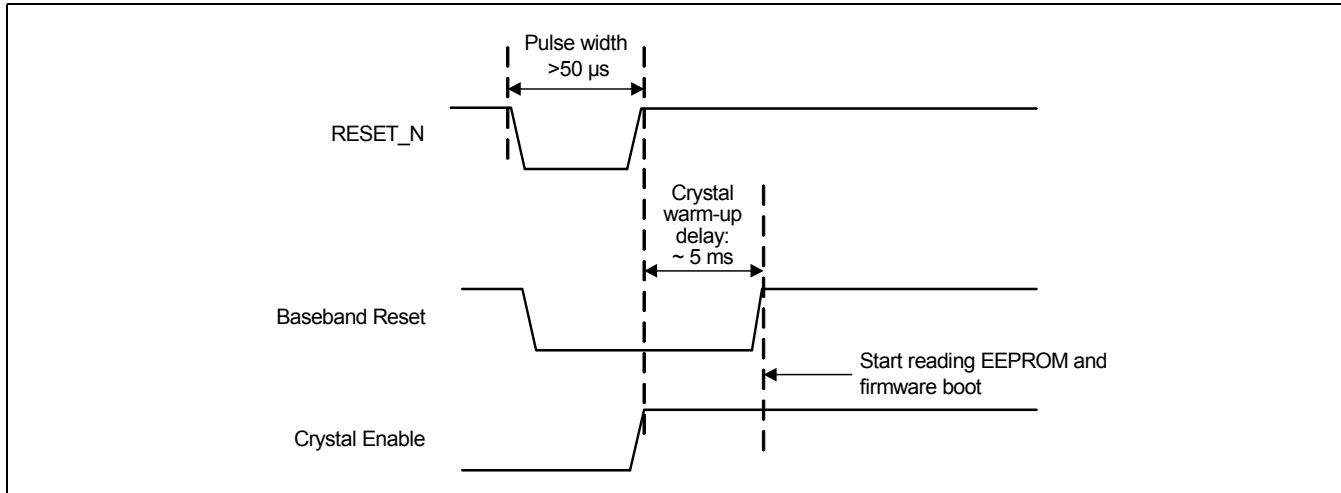 Pulse width
>50 µs
RESET_N
Crystal
warm-up
delay:
~ 5 ms
Baseband Reset
Start reading EEPROM and
firmware boot
Crystal Enable